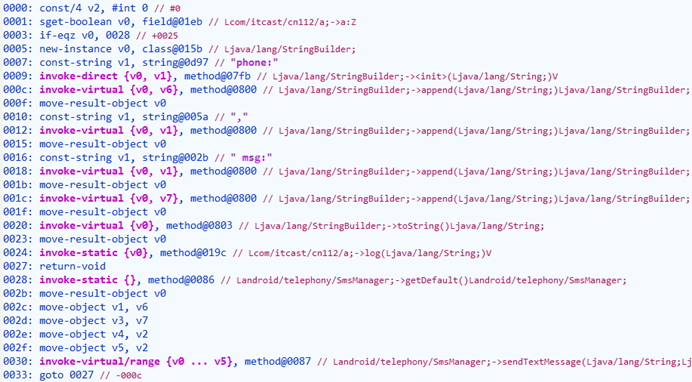 0000: const/4 v2, #int 0 // #0
0001: sget-boolean v0, field@01eb // Lcom/itcast/cn112/a;->a:Z
0003: if-eqz v0, 0028 // +0025
0005: new-instance v0, class@015b // Ljava/lang/StringBuilder;
0007: const-string v1, string@0d97 // "phone:"
0009: invoke-direct {v0, v1}, method@07fb // Ljava/lang/StringBuilder;-><init>(Ljava/lang/String;)V
000c: invoke-virtual {v0, v6}, method@0800 // Ljava/lang/StringBuilder;->append(Ljava/lang/String;)Ljava/lang/StringBuilder;
000f: move-result-object v0
0010: const-string v1, string@005a // ","
0012: invoke-virtual {v0, v1}, method@0800 // Ljava/lang/StringBuilder;->append(Ljava/lang/String;)Ljava/lang/StringBuilder;
0015: move-result-object v0
0016: const-string v1, string@002b // " msg:"
0018: invoke-virtual {v0, v1}, method@0800 // Ljava/lang/StringBuilder;->append(Ljava/lang/String;)Ljava/lang/StringBuilder;
001b: move-result-object v0
001c: invoke-virtual {v0, v7}, method@0800 // Ljava/lang/StringBuilder;->append(Ljava/lang/String;)Ljava/lang/StringBuilder;
001f: move-result-object v0
0020: invoke-virtual {v0}, method@0803 // Ljava/lang/StringBuilder;->toString()Ljava/lang/String;
0023: move-result-object v0
0024: invoke-static {v0}, method@019c // Lcom/itcast/cn112/a;->log(Ljava/lang/String;)V
0027: return-void
0028: invoke-static {}, method@0086 // Landroid/telephony/SmsManager;->getDefault()Landroid/telephony/SmsManager;
002b: move-result-object v0
002c: move-object v1, v6
002d: move-object v3, v7
002e: move-object v4, v2
002f: move-object v5, v2
0030: invoke-virtual/range {v0 ... v5}, method@0087 // Landroid/telephony/SmsManager;->sendTextMessage(Ljava/lang/String;Lj
0033: goto 0027 // -000c